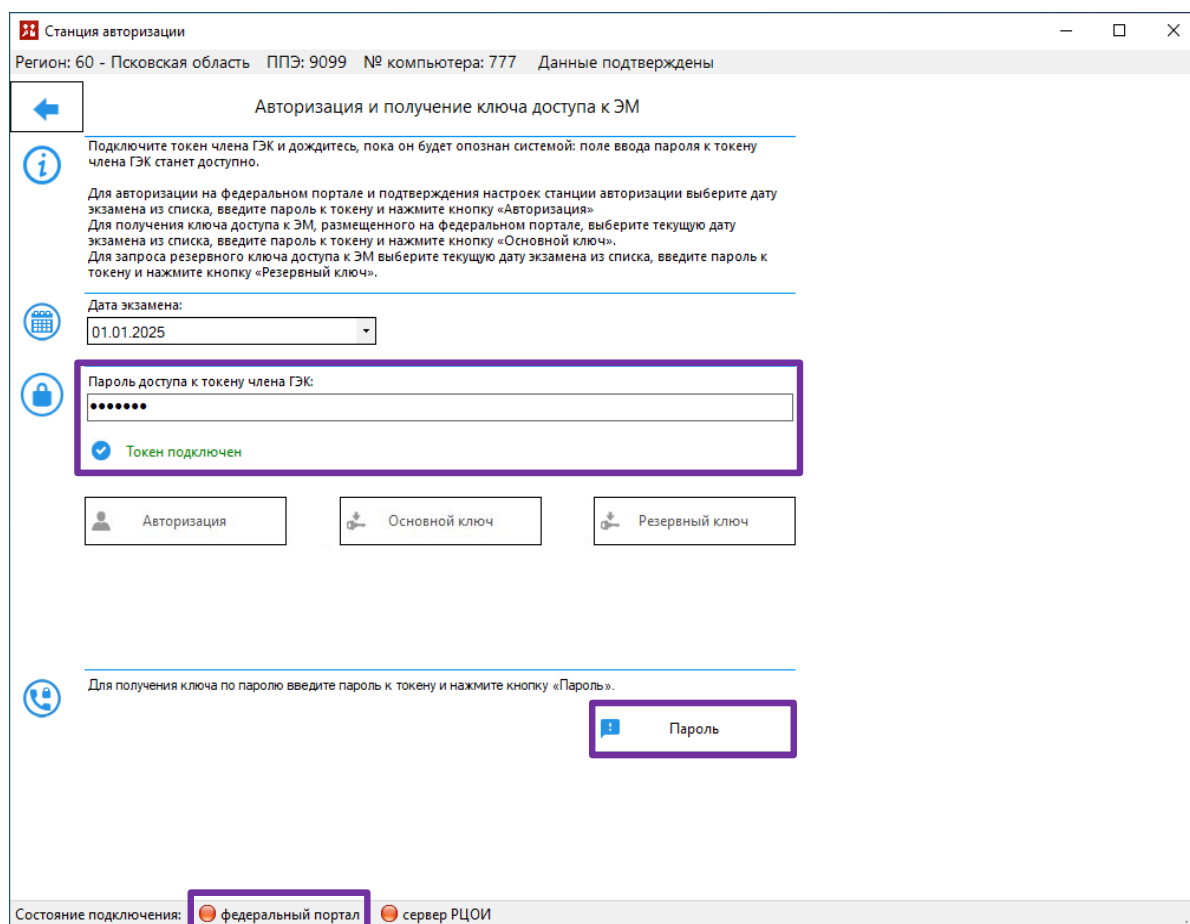 Станция авторизации
Регион: 60 - Псковская область ППЭ: 9099 № компьютера: 777 Данные подтверждены
Авторизация и получение ключа доступа к ЭМ
Подключите токен члена ГЭК и дождитесь, пока он будет опознан системой: поле ввода пароля к токену
члена ГЭК станет доступно.
Для авторизации на федеральном портале и подтверждения настроек станции авторизации выберите дату
экзамена из списка, введите пароль к токену и нажмите кнопку «Авторизация»
Для получения ключа доступа к ЭМ, размещенного на федеральном портале, выберите текущую дату
экзамена из списка, введите пароль к токену и нажмите кнопку «Основной ключ».
Для запроса резервного ключа доступа к ЭМ выберите текущую дату экзамена из списка, введите пароль к
токену и нажмите кнопку «Резервный ключ».
Дата экзамена:
01.01.2025
Пароль доступа к токену члена ГЭК:
•••••••
Токен подключен
Авторизация Основной ключ Резервный ключ
Для получения ключа по паролю введите пароль к токену и нажмите кнопку «Пароль».
Пароль
Состояние подключения: федеральный портал сервер РЦОИ